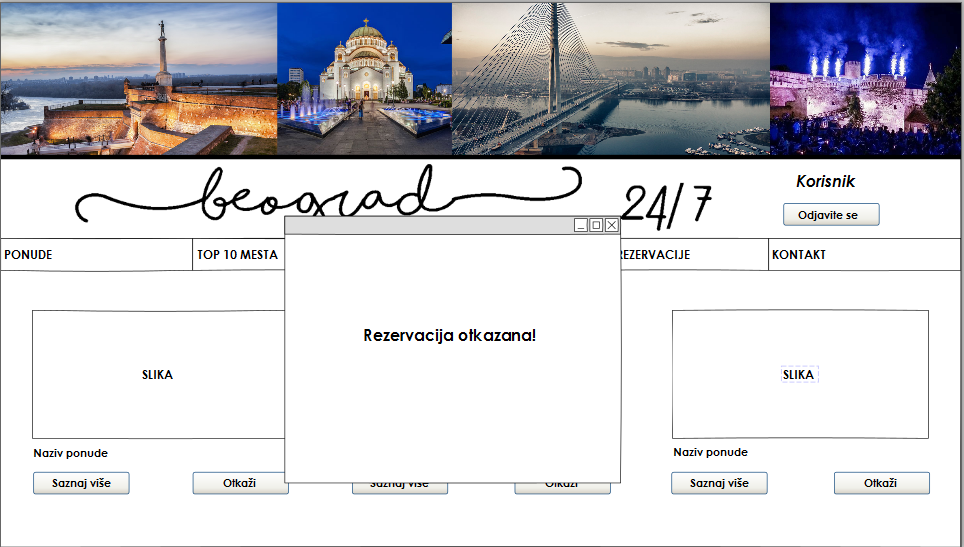 beograd 24/7
Korisnik
Odjavite se
PONUDE TOP 10 MESTA REZERVACIJE KONTAKT
Rezervacija otkazana!
SLIKA SLIKA
Naziv ponude Naziv ponude
Saznaj više Otkaži Saznaj više Otkaži Saznaj više Otkaži